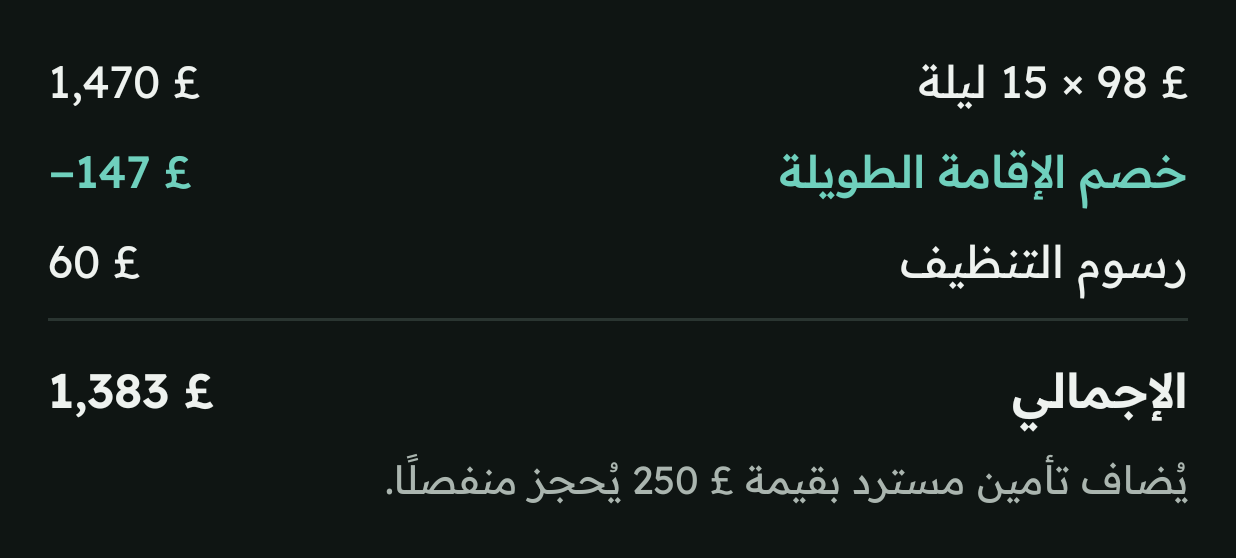 £ 98 × 15 ليلة £ 1,470
خصم الإقامة الطويلة £ 147−
رسوم التنظيف £ 60
الإجمالي £ 1,383
يُضاف تأمين مسترد بقيمة £ 250 يُحجز منفصلًا.